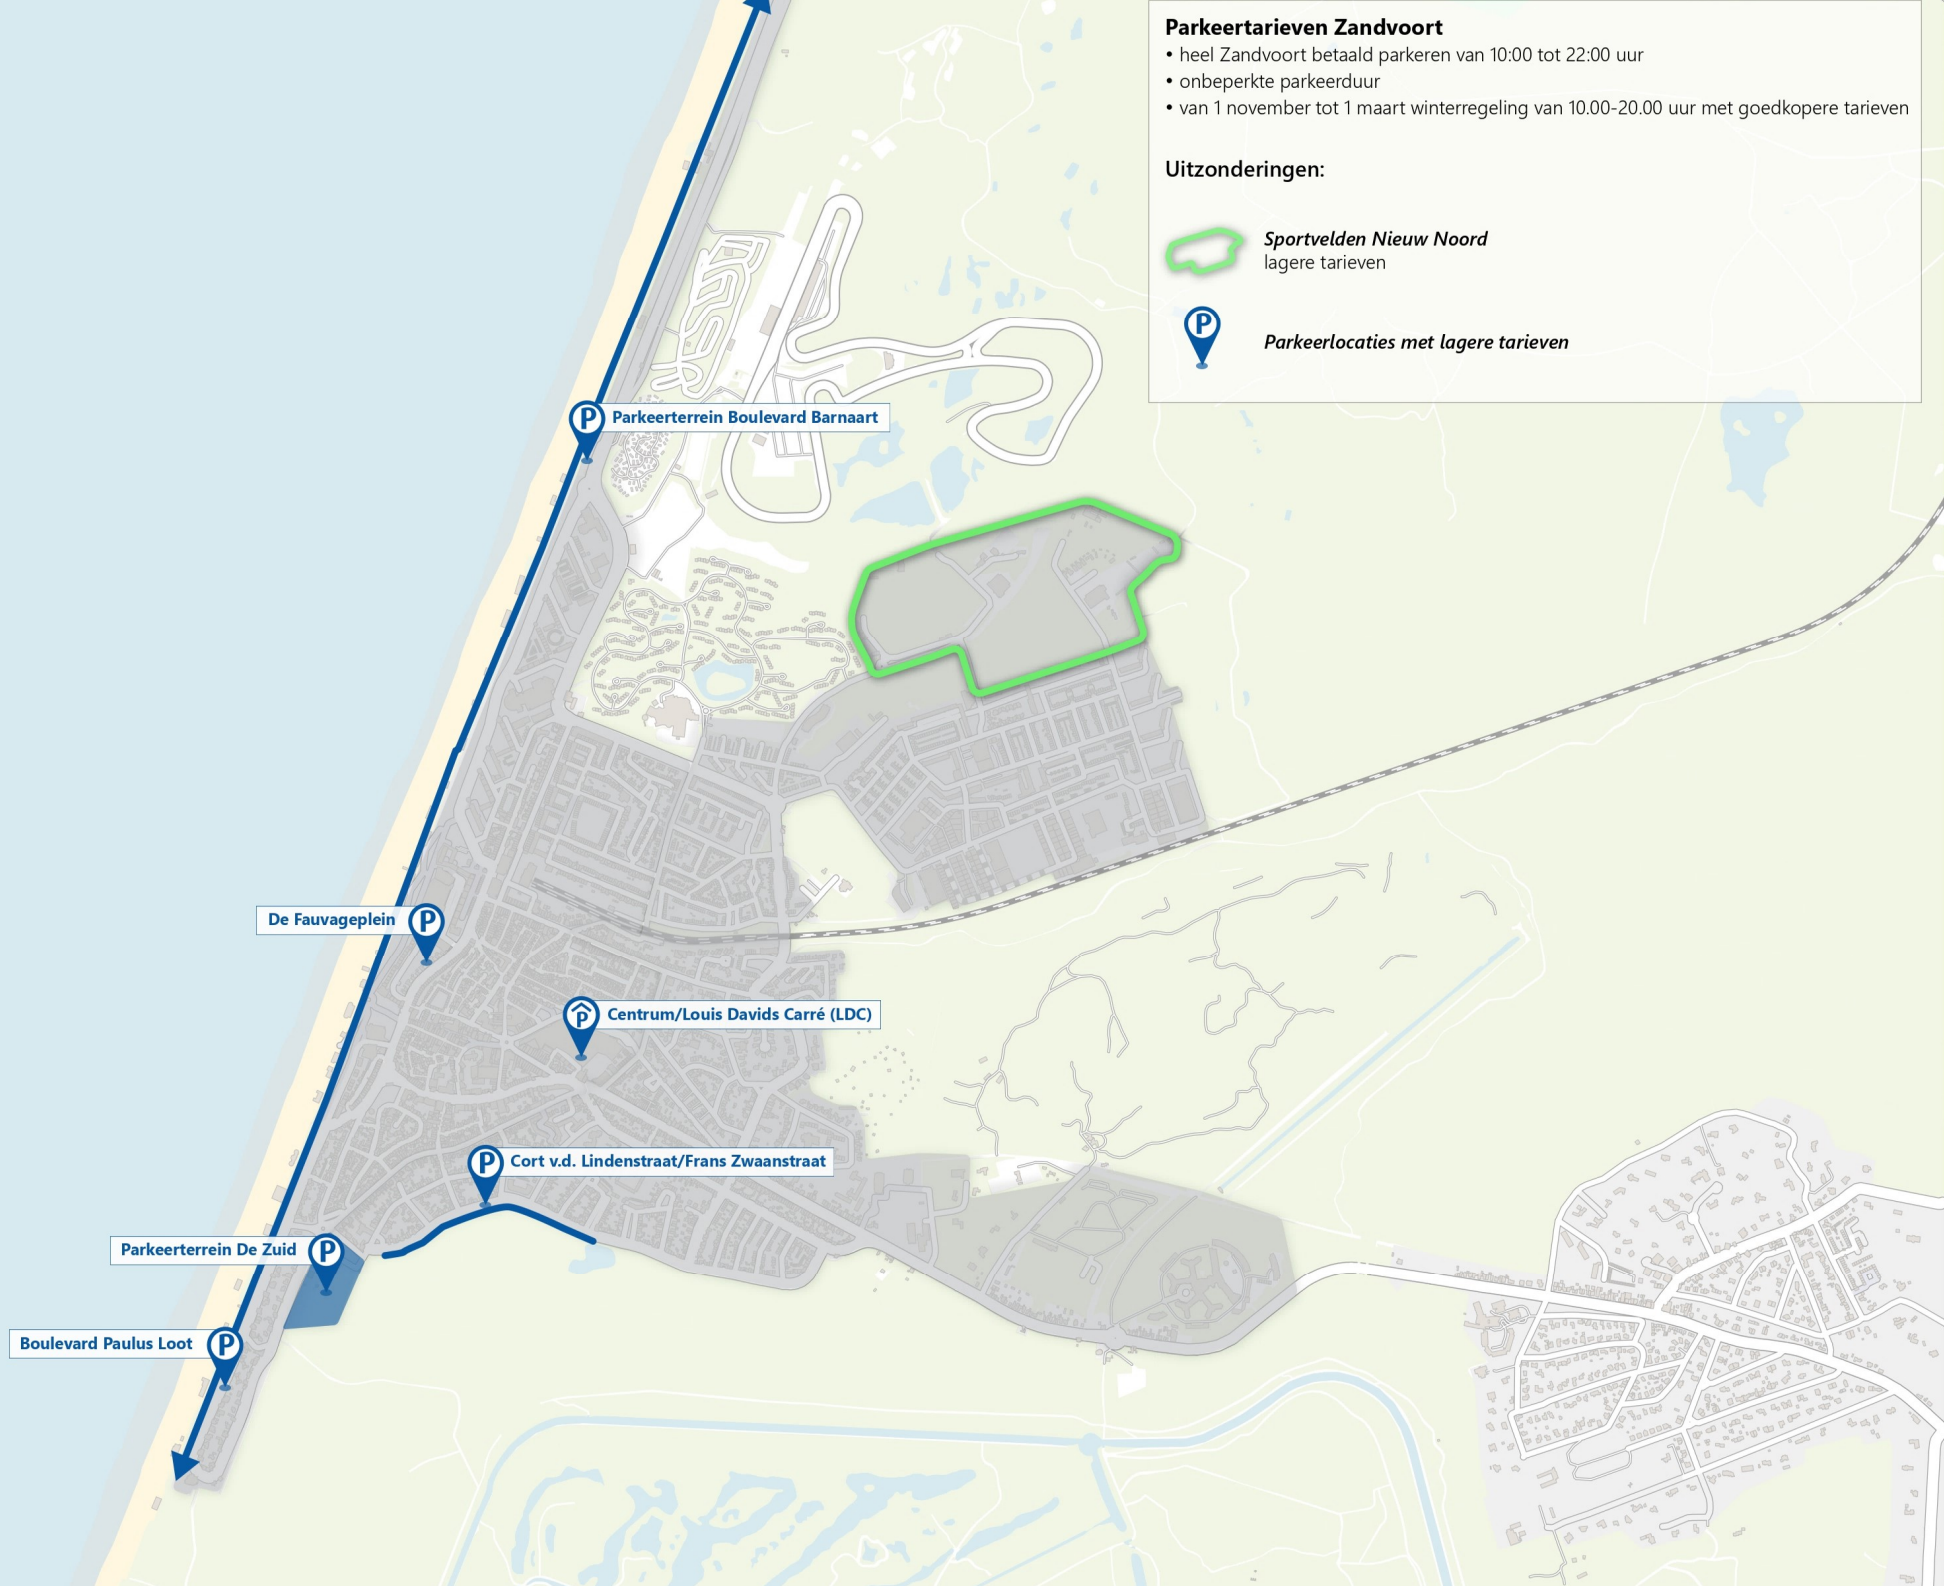 Parkeertarieven Zandvoort
• heel Zandvoort betaald parkeren van 10:00 tot 22:00 uur
• onbeperkte parkeerduur
• van 1 november tot 1 maart winterregeling van 10.00-20.00 uur met goedkopere tarieven
Uitzonderingen:
Sportvelden Nieuw Noord
lagere tarieven
P
Parkeerlocaties met lagere tarieven
P Parkeerterrein Boulevard Barnaart
De Fauvageplein P
P Centrum/Louis Davids Carré (LDC)
P Cort v.d. Lindenstraat/Frans Zwaanstraat
Parkeerterrein De Zuid P
Boulevard Paulus Loot P